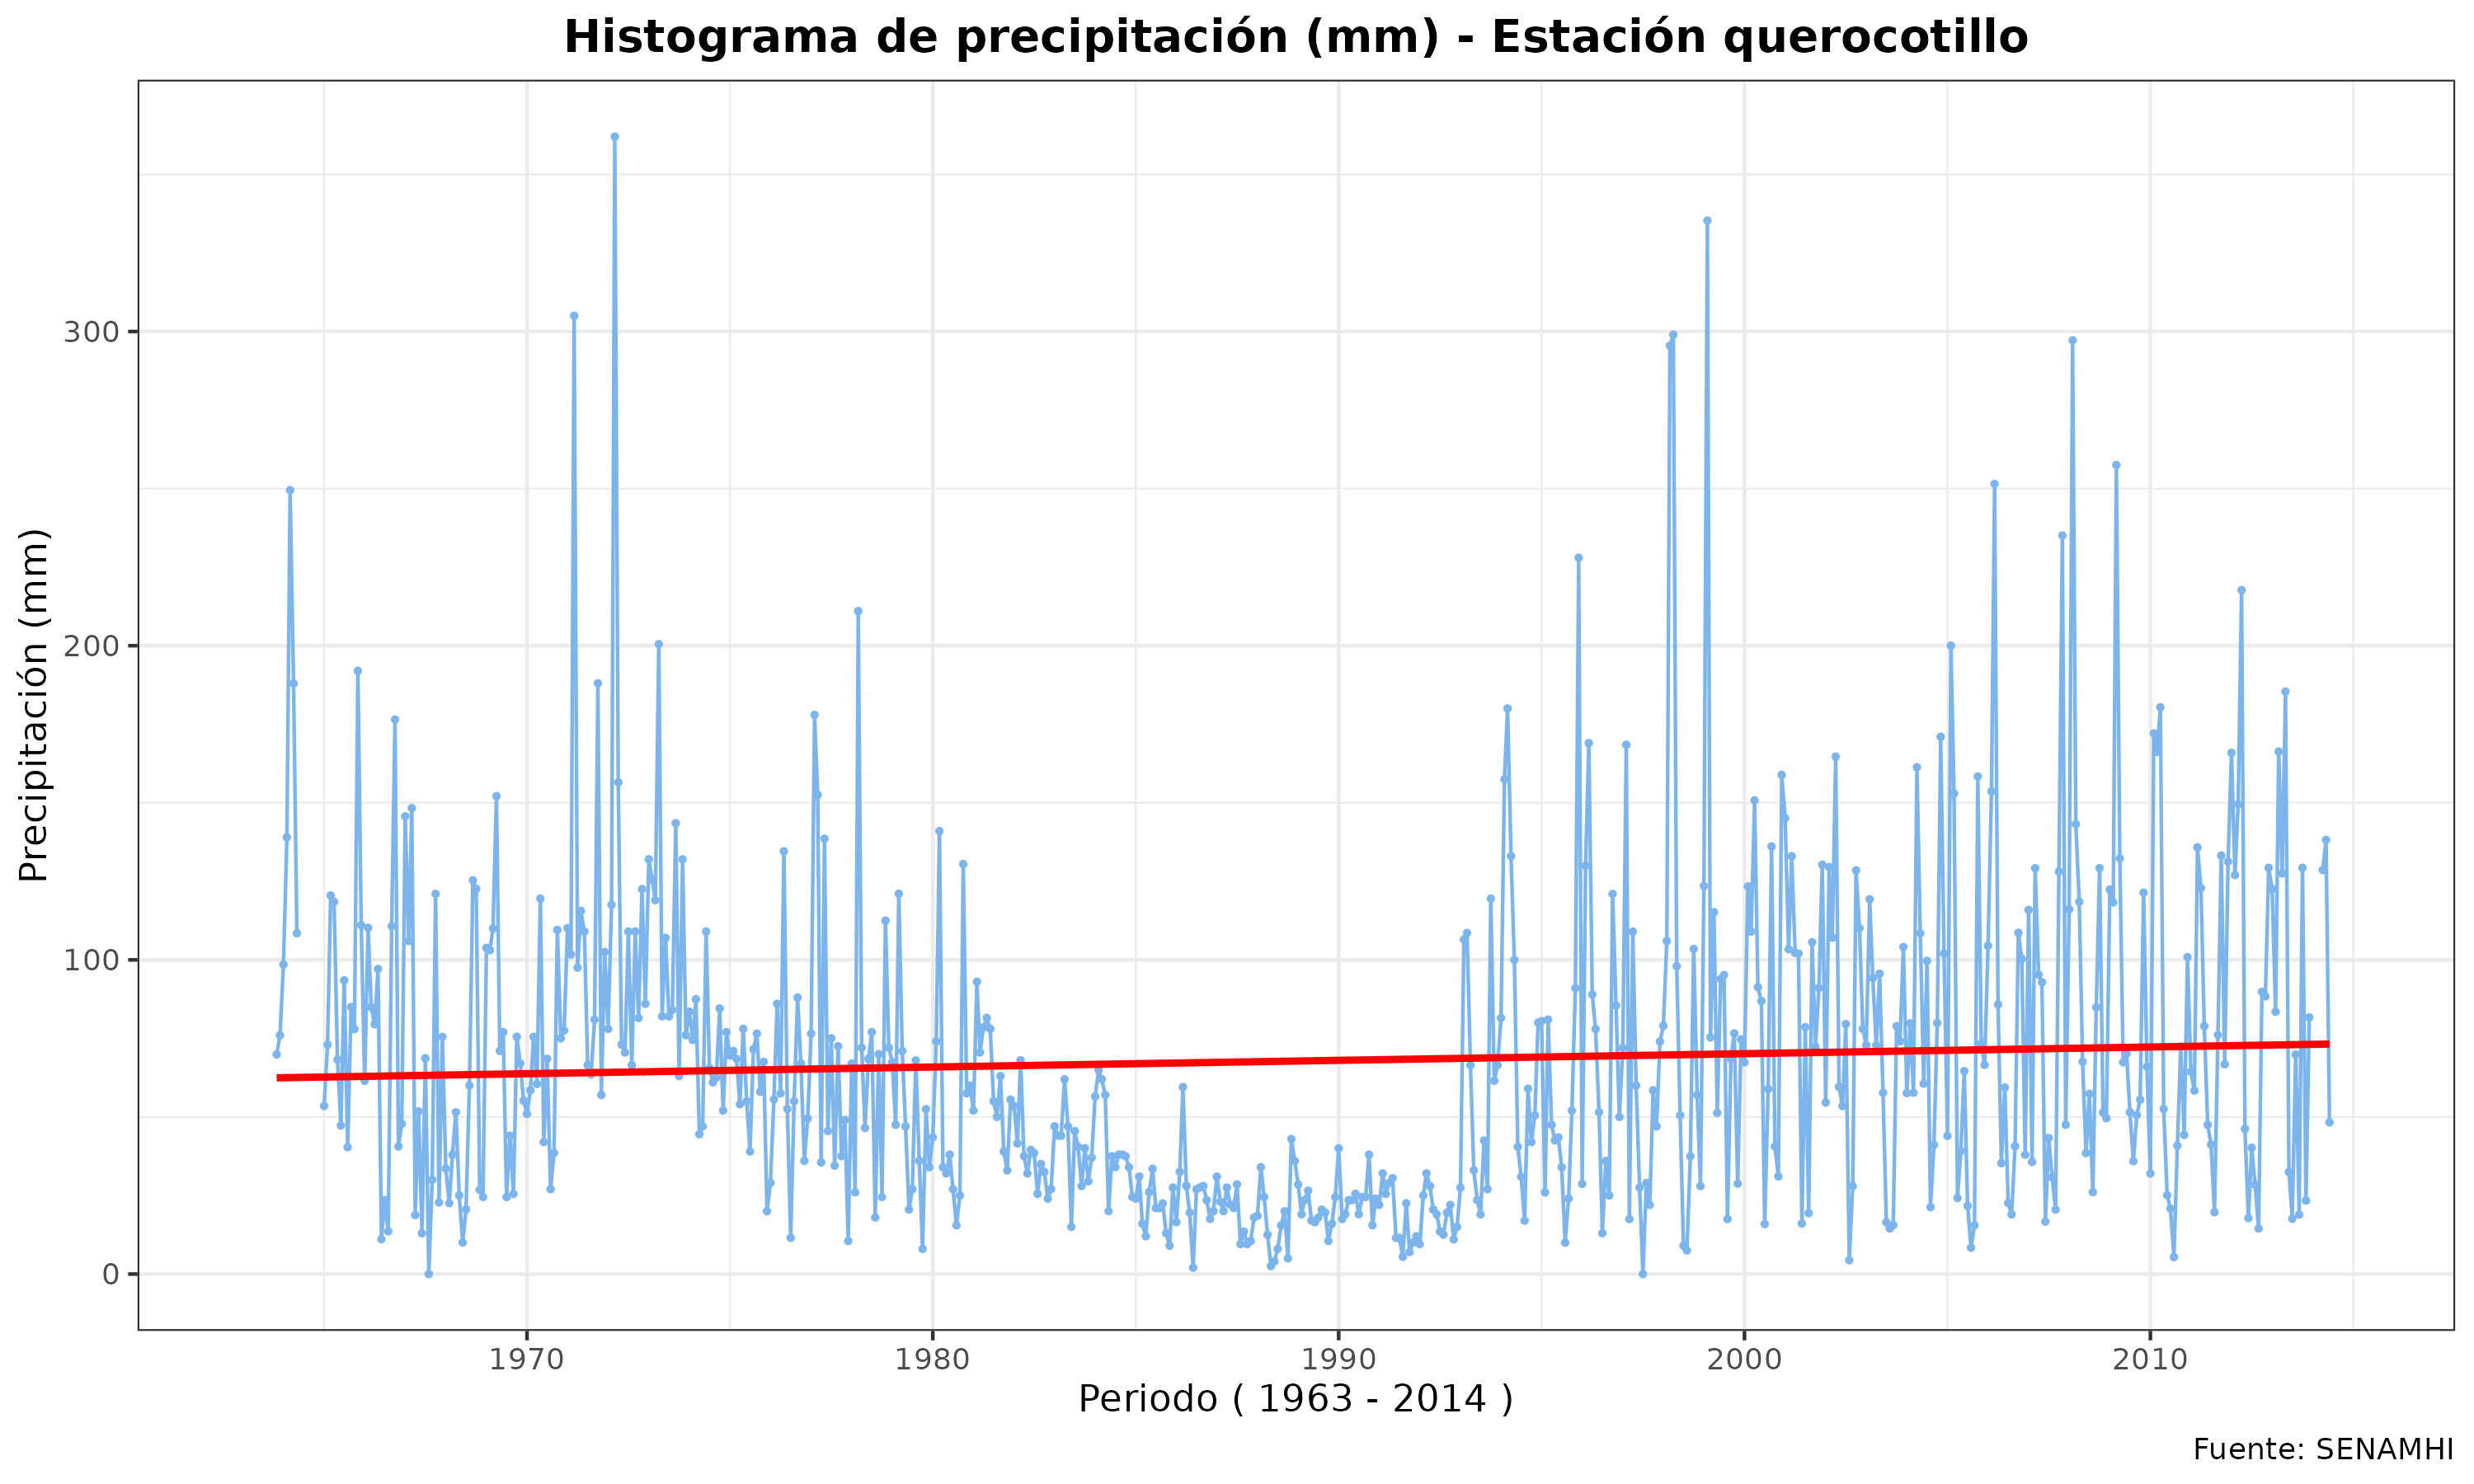 Histograma de precipitación (mm) - Estación querocotillo
Precipitación (mm)
300
200
100
0
1970 1980 1990 2000 2010
Periodo ( 1963 - 2014 )
Fuente: SENAMHI